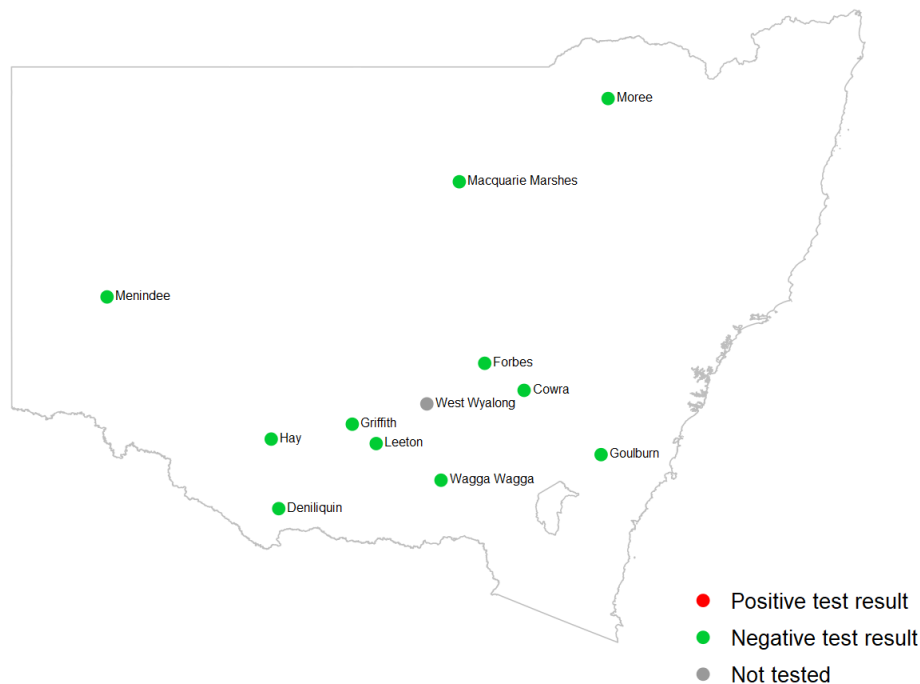 Moree
Macquarie Marshes
Menindee
Forbes
Cowra
West Wyalong
Griffith
Hay
Leeton
Goulburn
Wagga Wagga
Deniliquin
Positive test result
Negative test result
Not tested